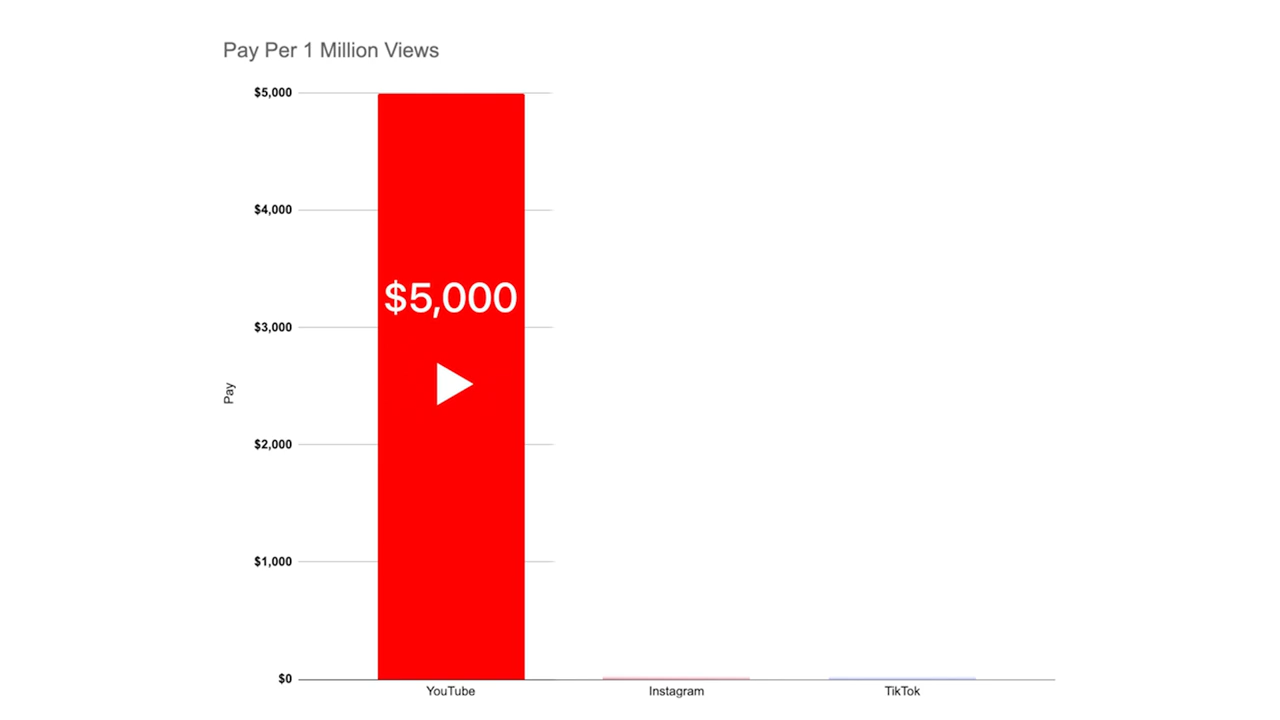 Pay Per 1 Million Views
$5,000
$4,000
$5,000
$3,000
Pay
$2,000
$1,000
$0
YouTube
Instagram
TikTok